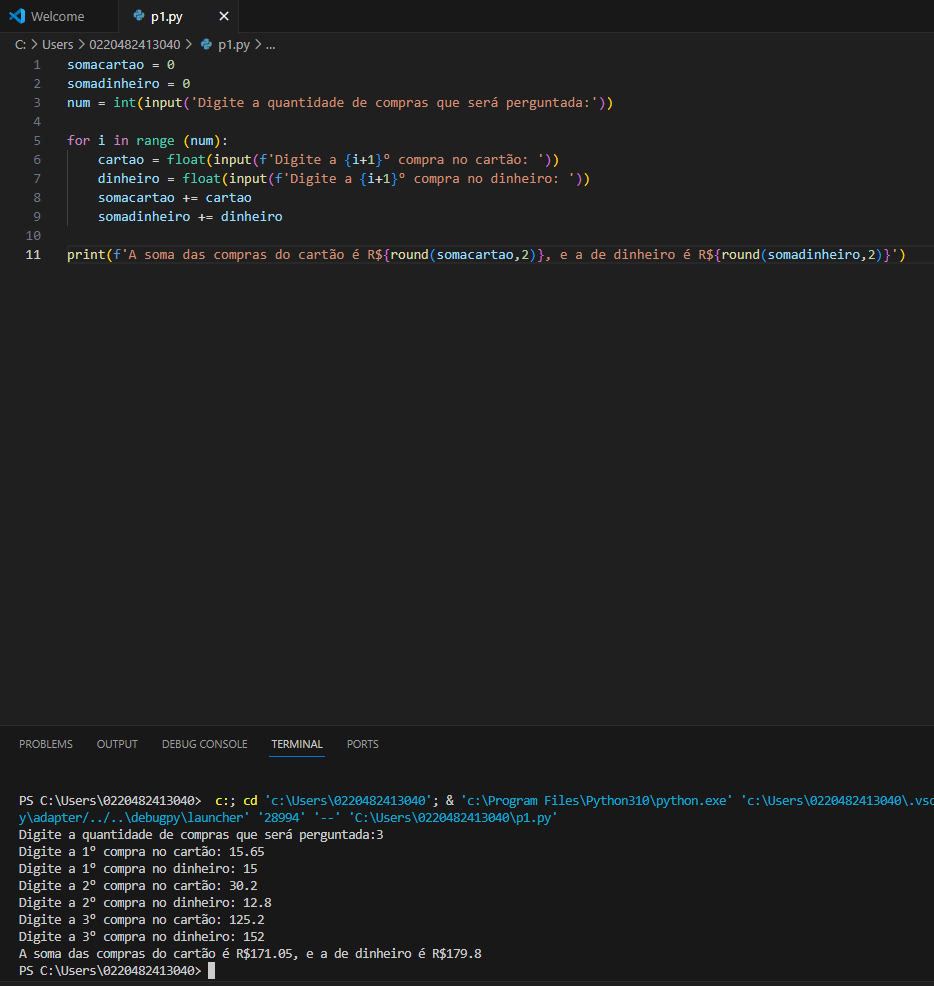 Welcome
p1.py
C: > Users > 0220482413040 > p1.py > ...
1 somacartao = 0
2 somadinheiro = 0
3 num = int(input('Digite a quantidade de compras que será perguntada:'))
4
5 for i in range (num):
6     cartao = float(input(f'Digite a {i+1}º compra no cartão: '))
7     dinheiro = float(input(f'Digite a {i+1}º compra no dinheiro: '))
8     somacartao += cartao
9     somadinheiro += dinheiro
10
11 print(f'A soma das compras do cartão é R${round(somacartao,2)}, e a de dinheiro é R${round(somadinheiro,2)}')
PROBLEMS OUTPUT DEBUG CONSOLE TERMINAL PORTS
PS C:\Users\0220482413040>  c:; cd 'c:\Users\0220482413040'; & 'c:\Program Files\Python310\python.exe' 'c:\Users\0220482413040\.vsc
y\adapter/../..\debugpy\launcher' '28994' '--' 'C:\Users\0220482413040\p1.py'
Digite a quantidade de compras que será perguntada:3
Digite a 1º compra no cartão: 15.65
Digite a 1º compra no dinheiro: 15
Digite a 2º compra no cartão: 30.2
Digite a 2º compra no dinheiro: 12.8
Digite a 3º compra no cartão: 125.2
Digite a 3º compra no dinheiro: 152
A soma das compras do cartão é R$171.05, e a de dinheiro é R$179.8
PS C:\Users\0220482413040>